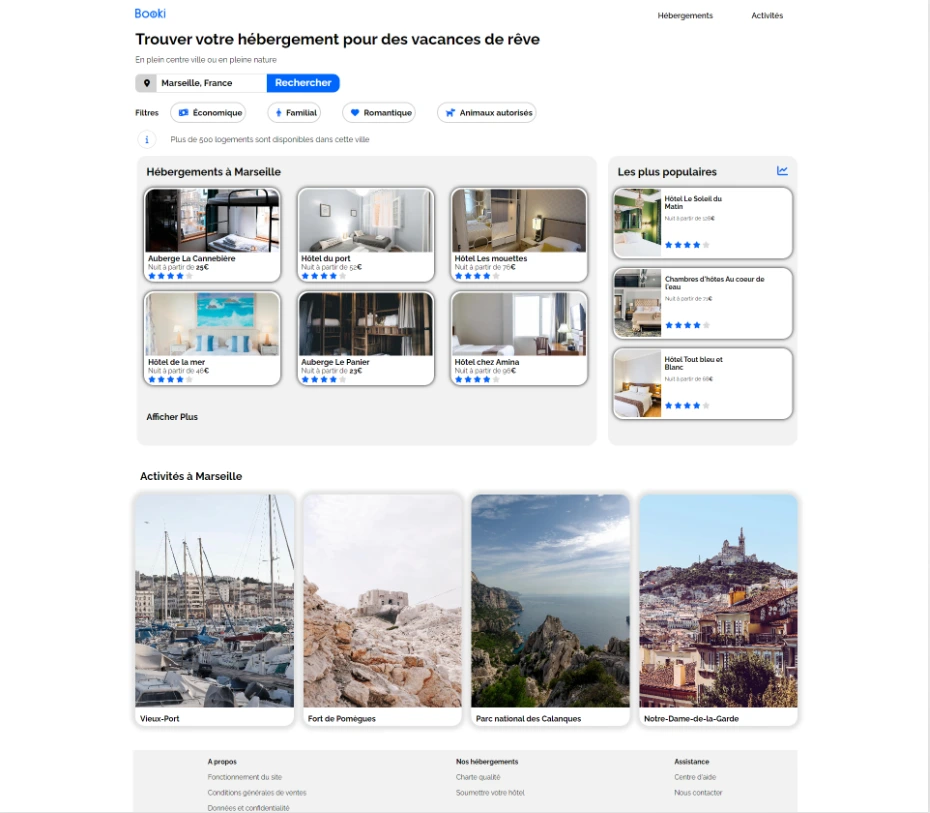 Booki
Hébergements
Activités
Trouver votre hébergement pour des vacances de rêve
En plein centre ville ou en pleine nature
Marseille, France
Rechercher
Filtres
Économique
Familial
Romantique
Animaux autorisés
Plus de 500 logements sont disponibles dans cette ville
Hébergements à Marseille
Auberge La Cannebière
Nuit à partir de 25€
Hôtel du port
Nuit à partir de 52€
Hôtel Les mouettes
Nuit à partir de 76€
Hôtel de la mer
Nuit à partir de 46€
Auberge Le Panier
Nuit à partir de 23€
Hôtel chez Amina
Nuit à partir de 96€
Afficher Plus
Les plus populaires
Hôtel Le Soleil du
Matin
Nuit à partir de 128€
Chambres d'hôtes Au coeur de
l'eau
Nuit à partir de 71€
Hôtel Tout bleu et
Blanc
Nuit à partir de 68€
Activités à Marseille
Vieux-Port
Fort de Pomègues
Parc national des Calanques
Notre-Dame-de-la-Garde
A propos
Fonctionnement du site
Conditions générales de ventes
Données et confidentialité
Nos hébergements
Charte qualité
Soumettre votre hôtel
Assistance
Centre d'aide
Nous contacter